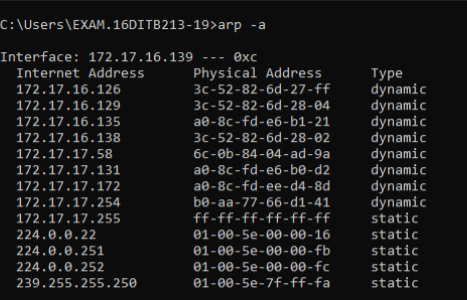 C:\Users\EXAM.16DITB213-19>arp -a
Interface: 172.17.16.139 --- 0xc
Internet Address Physical Address Type
172.17.16.126 3c-52-82-6d-27-ff dynamic
172.17.16.129 3c-52-82-6d-28-04 dynamic
172.17.16.135 a0-8c-fd-e6-b1-21 dynamic
172.17.16.138 3c-52-82-6d-28-02 dynamic
172.17.17.58 6c-0b-84-04-ad-9a dynamic
172.17.17.131 a0-8c-fd-e6-b0-d2 dynamic
172.17.17.172 a0-8c-fd-ee-d4-8d dynamic
172.17.17.254 b0-aa-77-66-d1-41 dynamic
172.17.17.255 ff-ff-ff-ff-ff-ff static
224.0.0.22 01-00-5e-00-00-16 static
224.0.0.251 01-00-5e-00-00-fb static
224.0.0.252 01-00-5e-00-00-fc static
239.255.255.250 01-00-5e-7f-ff-fa static